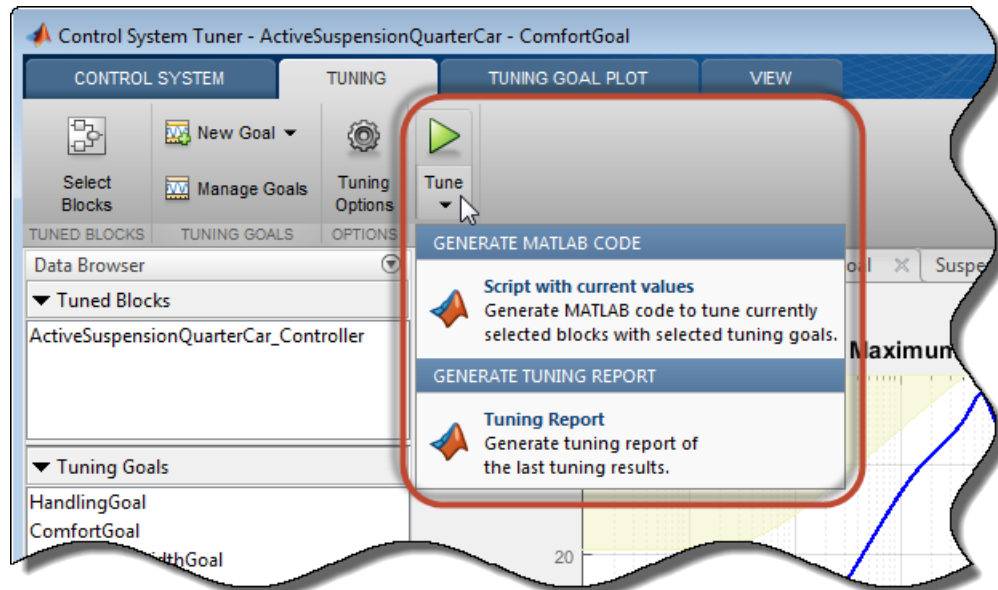 Control System Tuner - ActiveSuspensionQuarterCar - ComfortGoal
CONTROL SYSTEM
TUNING
TUNING GOAL PLOT
VIEW
Select
Blocks
New Goal
Manage Goals
Tuning
Options
Tune
TUNED BLOCKS
TUNING GOALS
OPTIONS
GENERATE MATLAB CODE
Script with current values
Generate MATLAB code to tune currently
selected blocks with selected tuning goals.
GENERATE TUNING REPORT
Tuning Report
Generate tuning report of
the last tuning results.
Data Browser
Tuned Blocks
ActiveSuspensionQuarterCar_Controller
Tuning Goals
HandlingGoal
ComfortGoal
Maximum
20